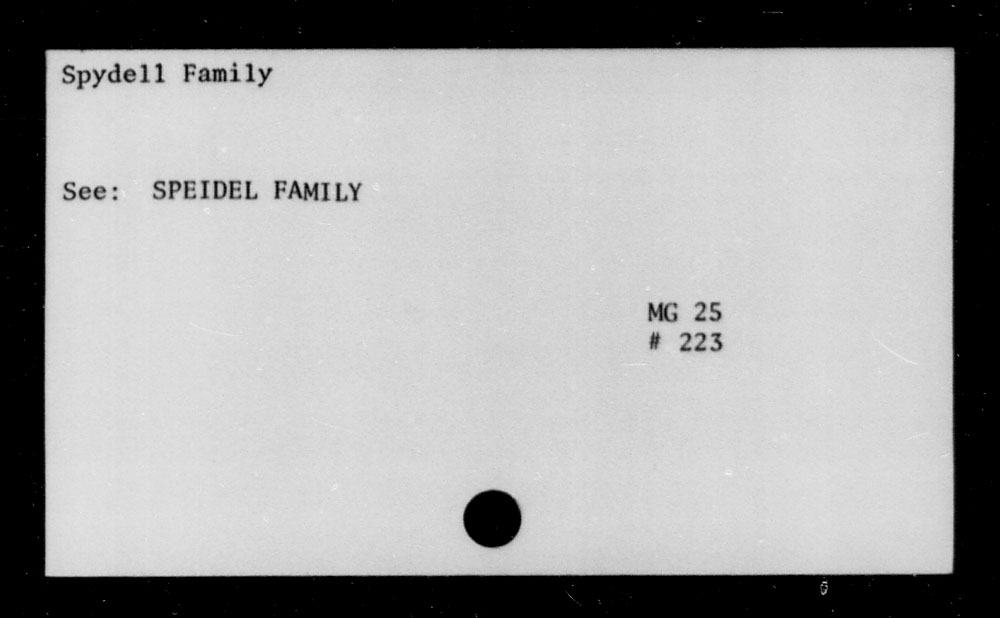 Spydell Family
See: SPEIDEL FAMILY
MG 25
# 223